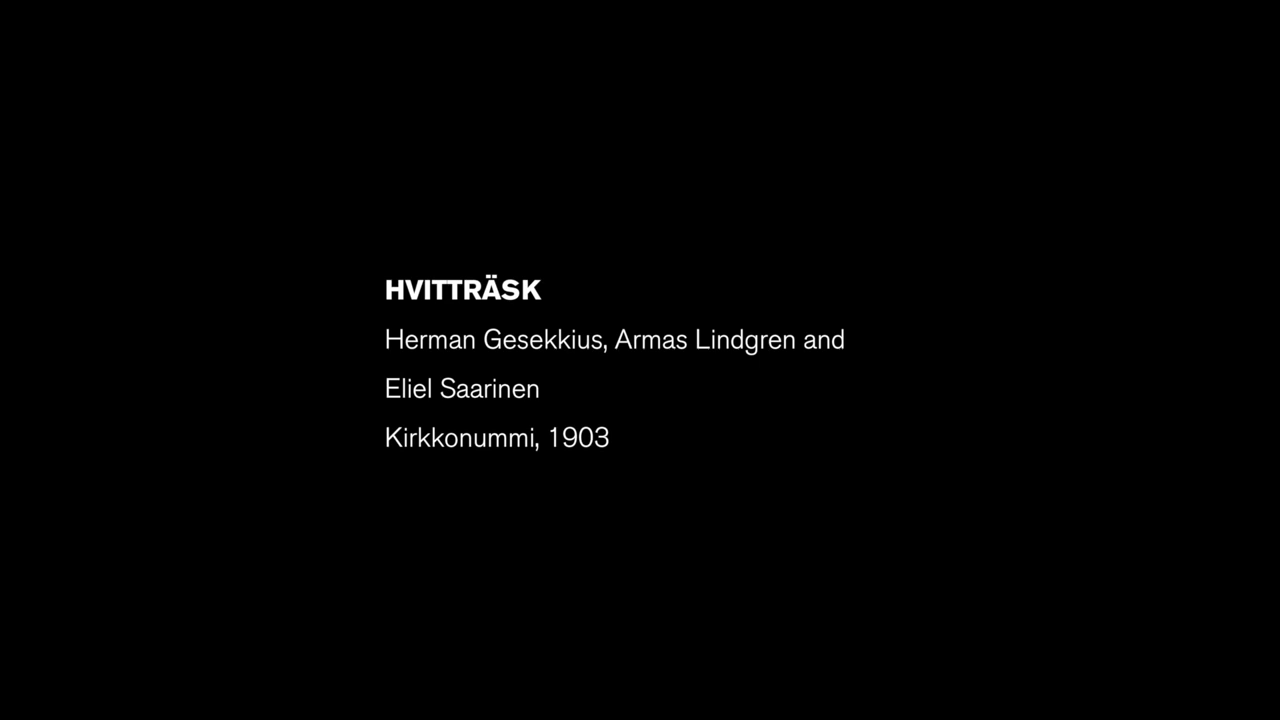 HVITTRÄSK
Herman Gesekkius, Armas Lindgren and
Eliel Saarinen
Kirkkonummi, 1903